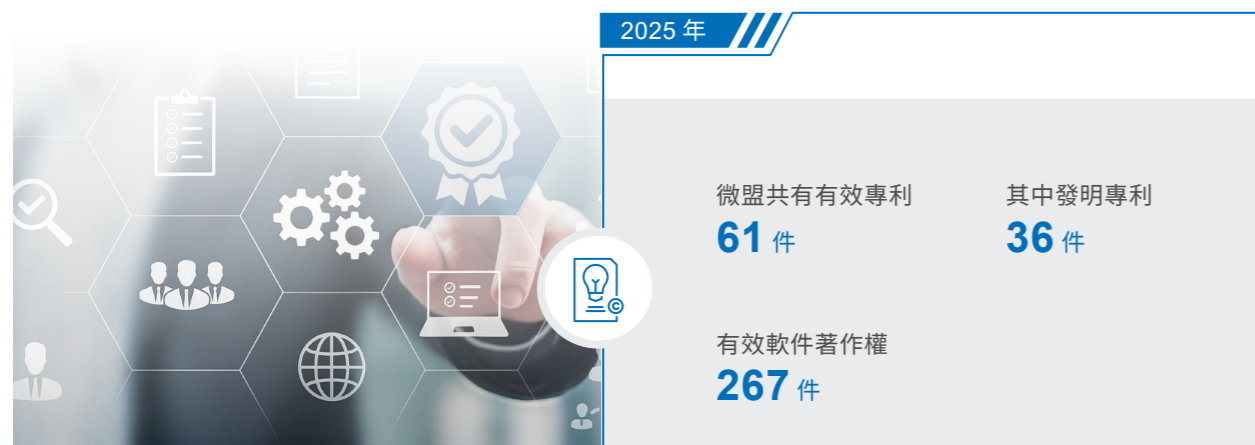 2025 年
微盟共有有效專利
61 件
其中發明專利
36 件
有效軟件著作權
267 件